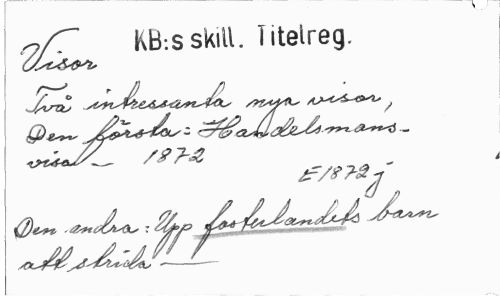 KB:s skill. Titelreg.
Visor
Två intressanta nya visor,
Den första: Handelsmans-
visa — 1872
E1872j
Den andra: Upp fosterlandets barn
att strida —